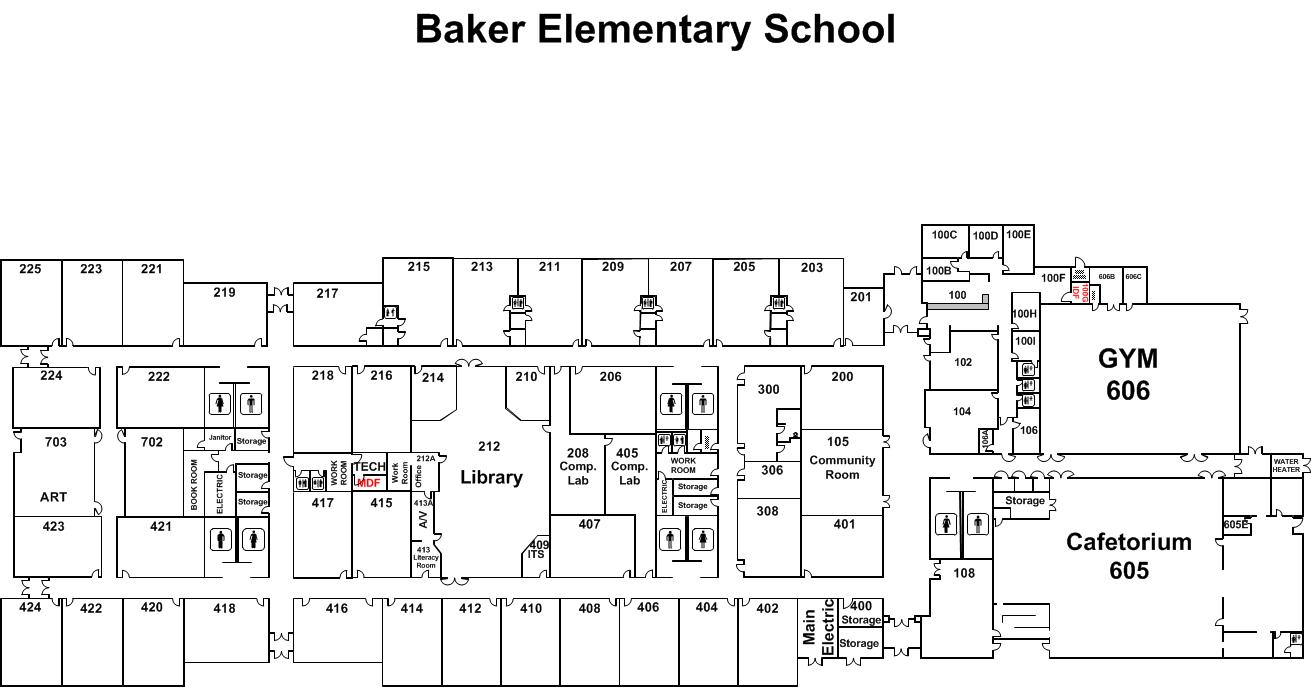 Baker Elementary School
100C
100D
100E
100B
100F
606B
606C
100G
IDF
100
100H
100I
225
223
221
219
217
215
213
211
209
207
205
203
201
224
222
218
216
214
210
206
300
200
102
GYM
606
104
106A
106
703
ART
702
Janitor
Storage
BOOK ROOM
ELECTRIC
Storage
Storage
WORK
ROOM
TECH
MDF
Work
Room
212A
Office
212
Library
208
Comp.
Lab
405
Comp.
Lab
WORK
ROOM
ELECTRIC
Storage
Storage
306
308
105
Community
Room
401
WATER
HEATER
423
421
417
415
413A
A/V
413
Literacy
Room
409
ITS
407
Storage
605E
Cafetorium
605
108
424
422
420
418
416
414
412
410
408
406
404
402
Main
Electric
400
Storage
Storage